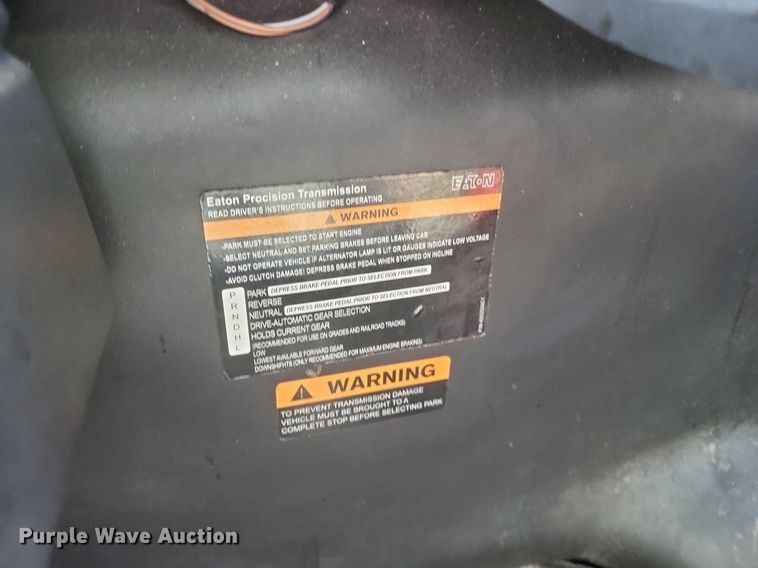 Eaton Procision Transmission
EATON
READ DRIVER'S INSTRUCTIONS BEFORE OPERATING
WARNING
-PARK MUST BE SELECTED TO START ENGINE
-SELECT NEUTRAL AND SET PARKING BRAKES BEFORE LEAVING CAB
-DO NOT OPERATE VEHICLE IF ALTERNATOR LAMP IS LIT OR GAUGES INDICATE LOW VOLTAGE
-AVOID CLUTCH DAMAGE! DEPRESS BRAKE PEDAL WHEN STOPPED ON INCLINE
P R N D H L
PARK DEPRESS BRAKE PEDAL PRIOR TO SELECTION FROM PARK
REVERSE
NEUTRAL DEPRESS BRAKE PEDAL PRIOR TO SELECTION FROM NEUTRAL
DRIVE-AUTOMATIC GEAR SELECTION
HOLDS CURRENT GEAR
(RECOMMENDED FOR USE ON GRADES AND RAILROAD TRACKS)
LOW
LOWEST AVAILABLE FORWARD GEAR
DOWNSHIFTS (ONLY RECOMMENDED FOR MAXIMUM ENGINE BRAKING)
WARNING
TO PREVENT TRANSMISSION DAMAGE
VEHICLE MUST BE BROUGHT TO A
COMPLETE STOP BEFORE SELECTING PARK
Purple Wave Auction